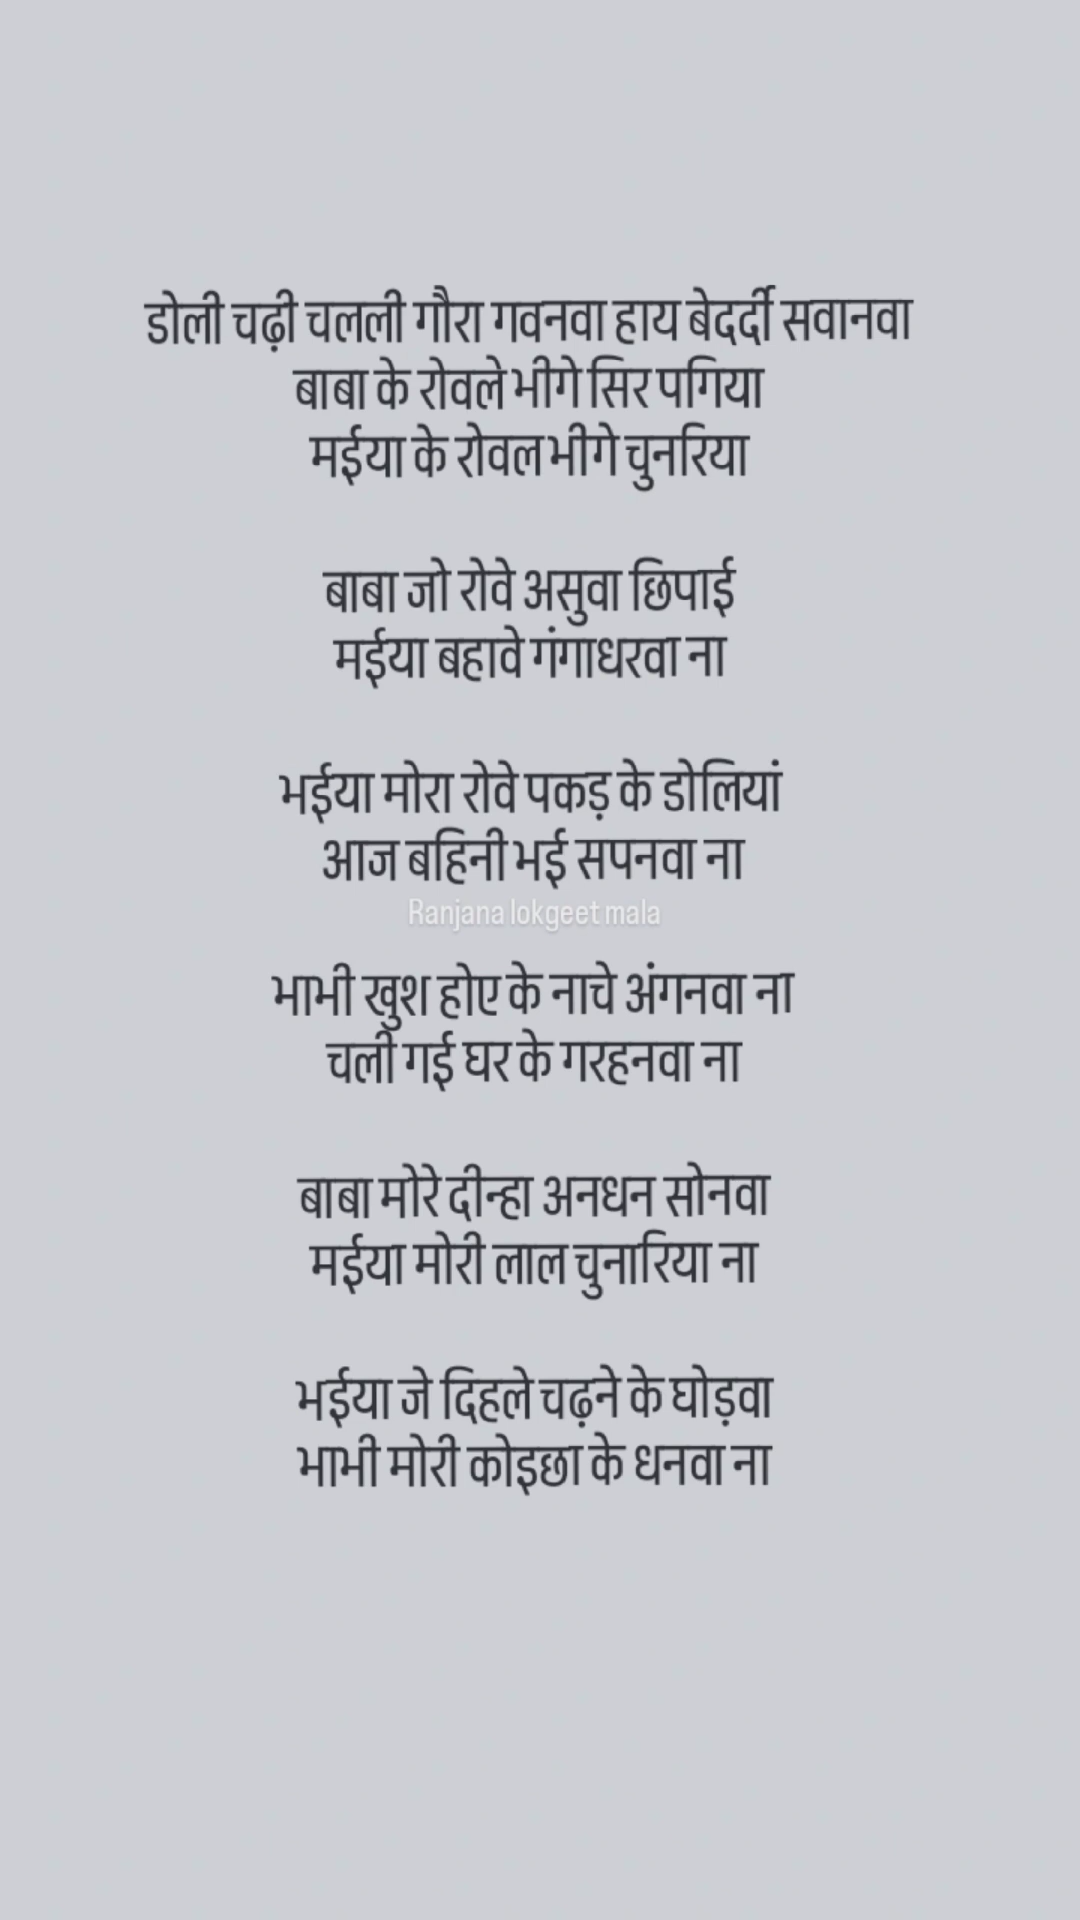 डोली चढ़ी चलली गौरा गवनवा हाय बेदर्दी सवानवा
बाबा के रोवले भीगे सिर पगिया
मईया के रोवल भीगे चुनरिया
बाबा जो रोवे असुवा छिपाई
मईया बहावे गंगाधरवा ना
भईया मोरा रोवे पकड़ के डोलियां
आज बहिनी भई सपनवा ना
Ranjana lokgeet mala
भाभी खुश होए के नाचे अंगनवा ना
चली गई घर के गरहनवा ना
बाबा मोरे दीन्हा अनधन सोनवा
मईया मोरी लाल चुनारिया ना
भईया जे दिहले चढ़ने के घोड़वा
भाभी मोरी कोइछा के धनवा ना